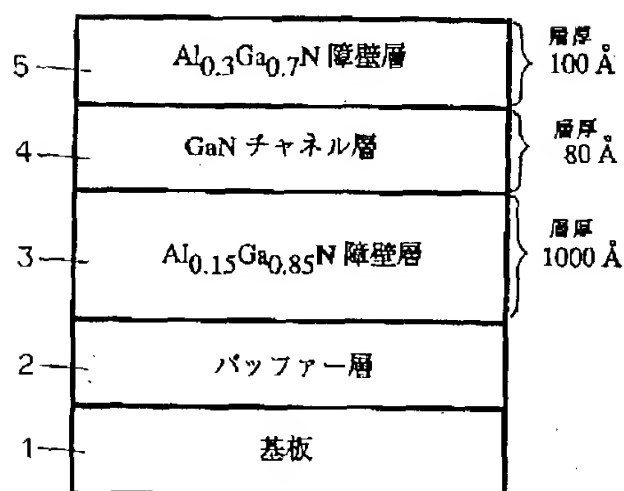 5 Al0.3Ga0.7N 障壁層 層厚 100 Å
4 GaN チャネル層 層厚 80 Å
3 Al0.15Ga0.85N 障壁層 層厚 1000 Å
2 バッファー層
1 基板